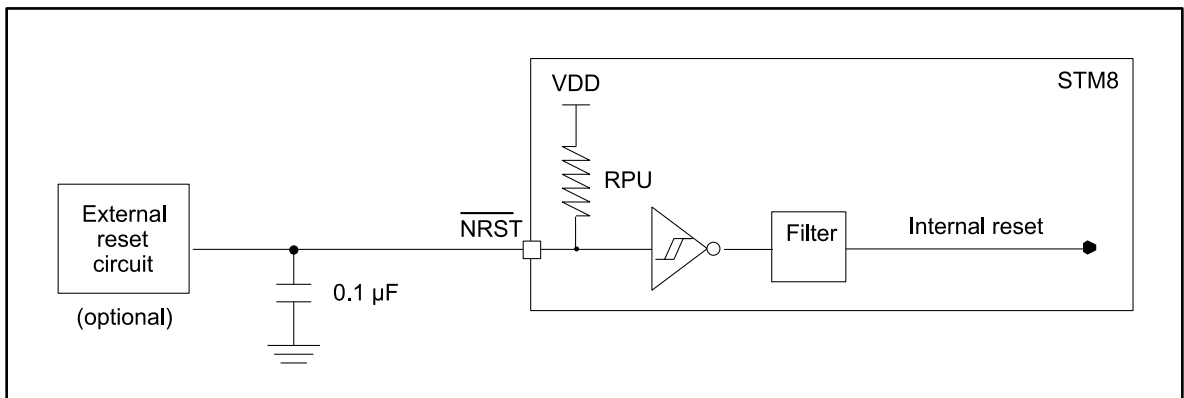 STM8
VDD
RPU
External
reset
circuit
(optional)
0.1 µF
NRST
Filter
Internal reset